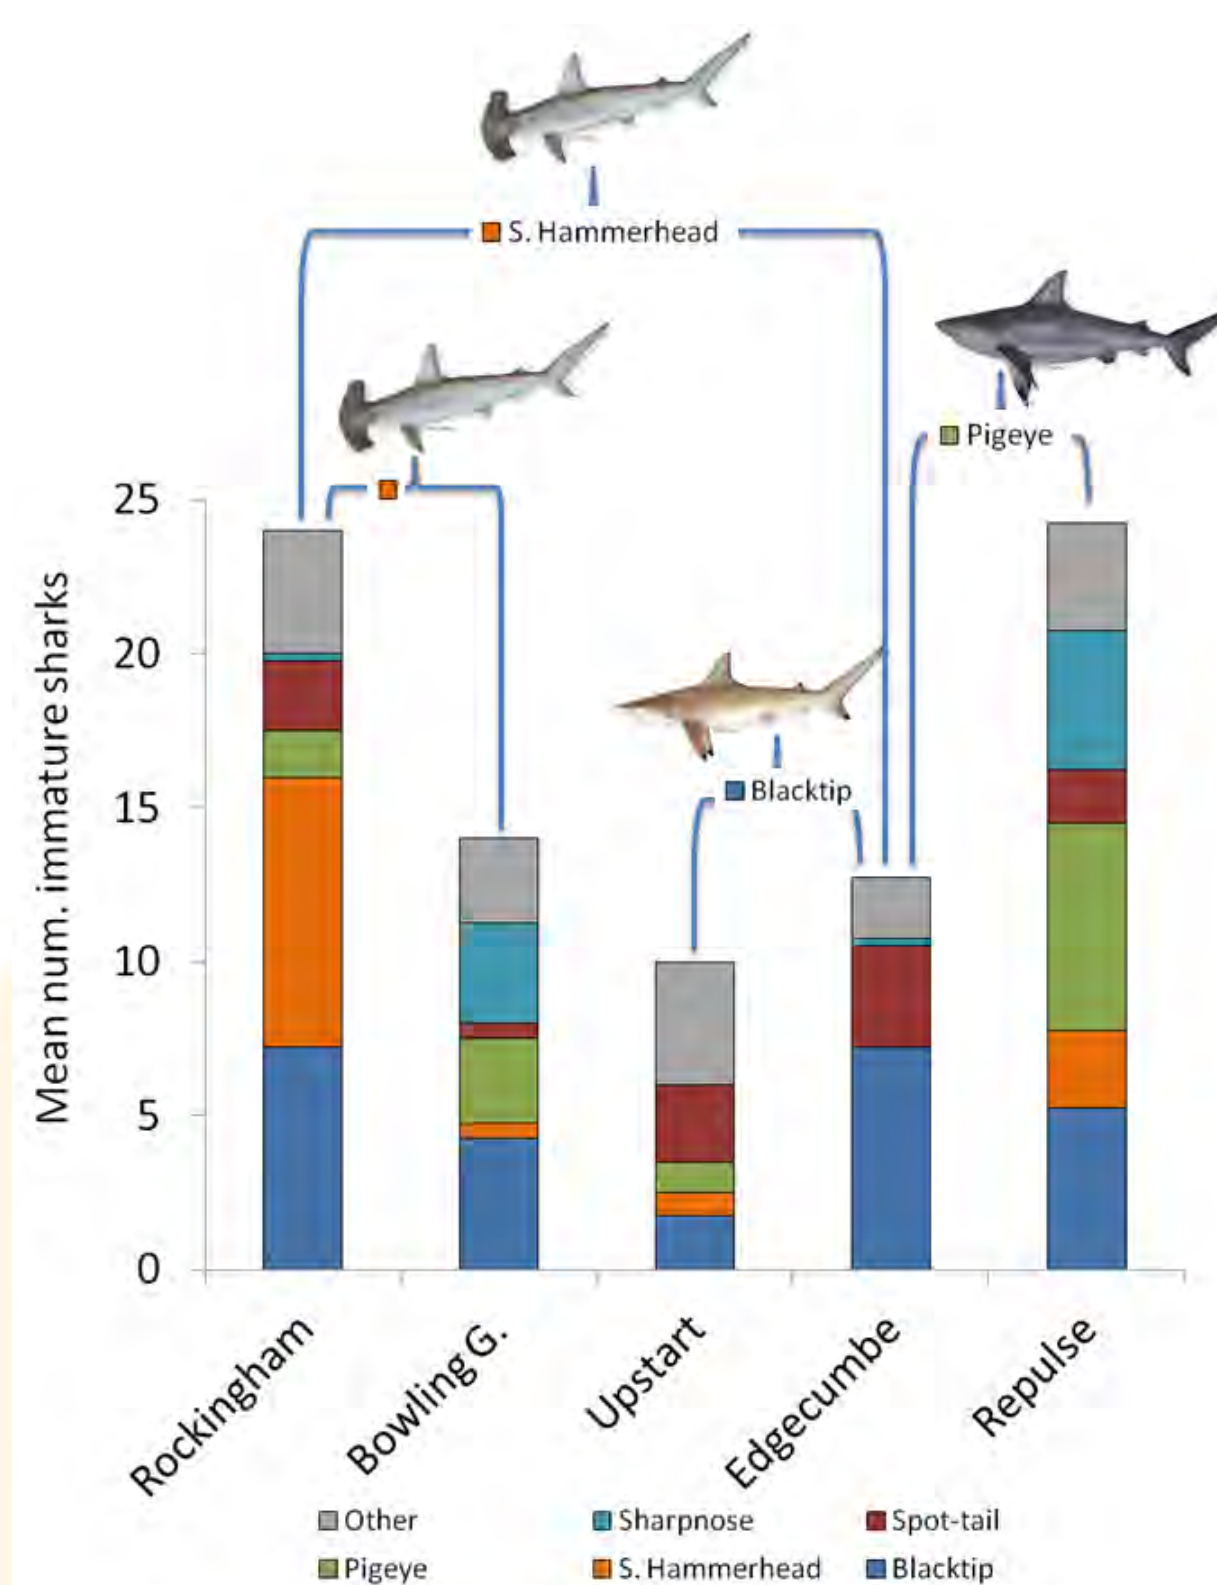 S. Hammerhead
Pigeye
Blacktip
Mean num. immature sharks
25
20
15
10
5
0
Rockingham
Bowling G.
Upstart
Edgecumbe
Repulse
Other
Sharpnose
Spot-tail
Pigeye
S. Hammerhead
Blacktip